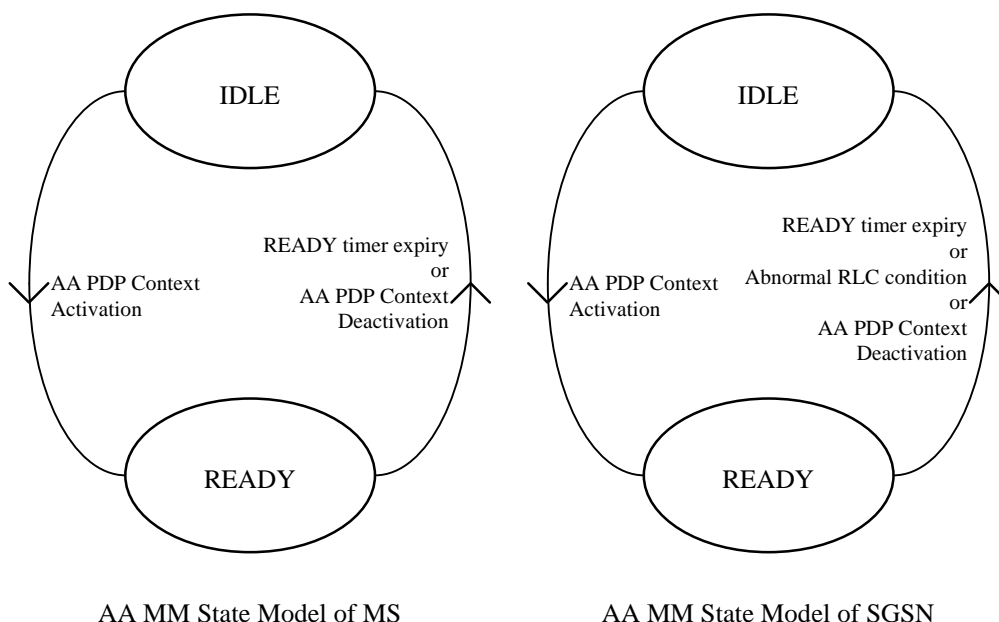 IDLE
AA PDP Context
Activation
READY timer expiry
or
AA PDP Context
Deactivation
READY
AA MM State Model of MS
IDLE
AA PDP Context
Activation
READY timer expiry
or
Abnormal RLC condition
or
AA PDP Context
Deactivation
READY
AA MM State Model of SGSN